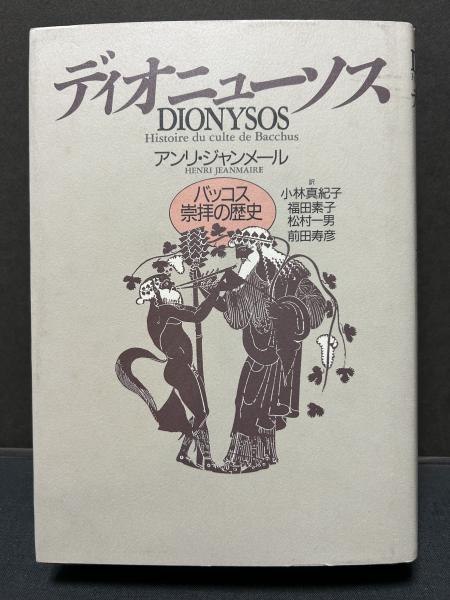 ディオニューソス
DIONYSOS
Histoire du culte de Bacchus
アンリ・ジャンメール
HENRI JEANMAIRE
バッコス
崇拝の歴史
訳
小林真紀子
福田素子
松村一男
前田寿彦